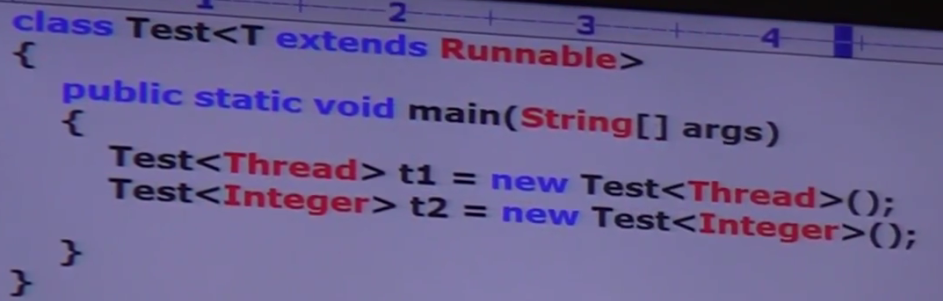 1 2 3 4
class Test<T extends Runnable>
{
public static void main(String[] args)
{
Test<Thread> t1 = new Test<Thread>();
Test<Integer> t2 = new Test<Integer>();
}
}